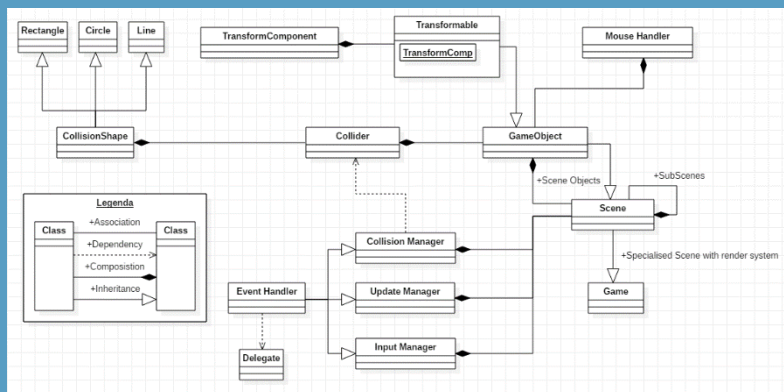 Rectangle
Circle
Line
TransformComponent
Transformable
TransformComp
Mouse Handler
CollisionShape
Collider
GameObject
+Scene Objects
+SubScenes
Scene
Legenda
Class
+Association
Class
+Dependency
+Composistion
+Inheritance
Collision Manager
+Specialised Scene with render system
Event Handler
Update Manager
Game
Delegate
Input Manager